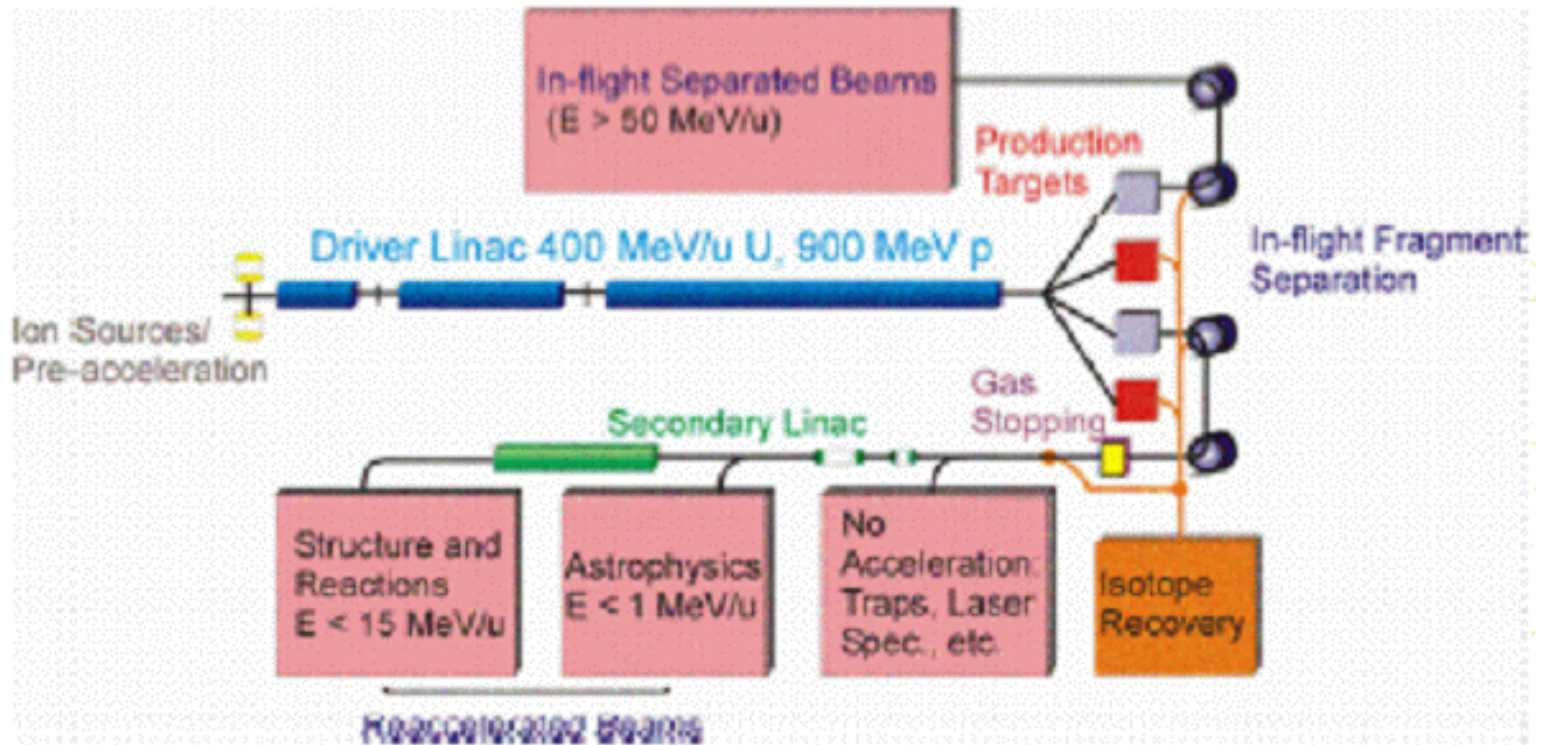 In-flight Separated Beams
(E > 50 MeV/u)
Production
Targets
Driver Linac 400 MeV/u U, 900 MeV p
In-flight Fragment
Separation
Ion Sources/
Pre-acceleration
Gas
Stopping
Secondary Linac
Structure and
Reactions
E < 15 MeV/u
Astrophysics
E < 1 MeV/u
No
Acceleration:
Traps, Laser
Spec., etc.
Isotope
Recovery
Reaccelerated Beams